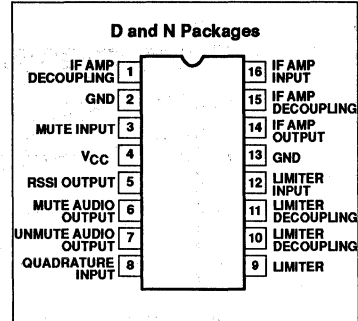 D and N Packages
IF AMP
DECOUPLING 1
GND 2
MUTE INPUT 3
VCC 4
RSSI OUTPUT 5
MUTE AUDIO
OUTPUT 6
UNMUTE AUDIO
OUTPUT 7
QUADRATURE
INPUT 8
16 IF AMP
INPUT
15 IF AMP
DECOUPLING
14 IF AMP
OUTPUT
13 GND
12 LIMITER
INPUT
11 LIMITER
DECOUPLING
10 LIMITER
DECOUPLING
9 LIMITER